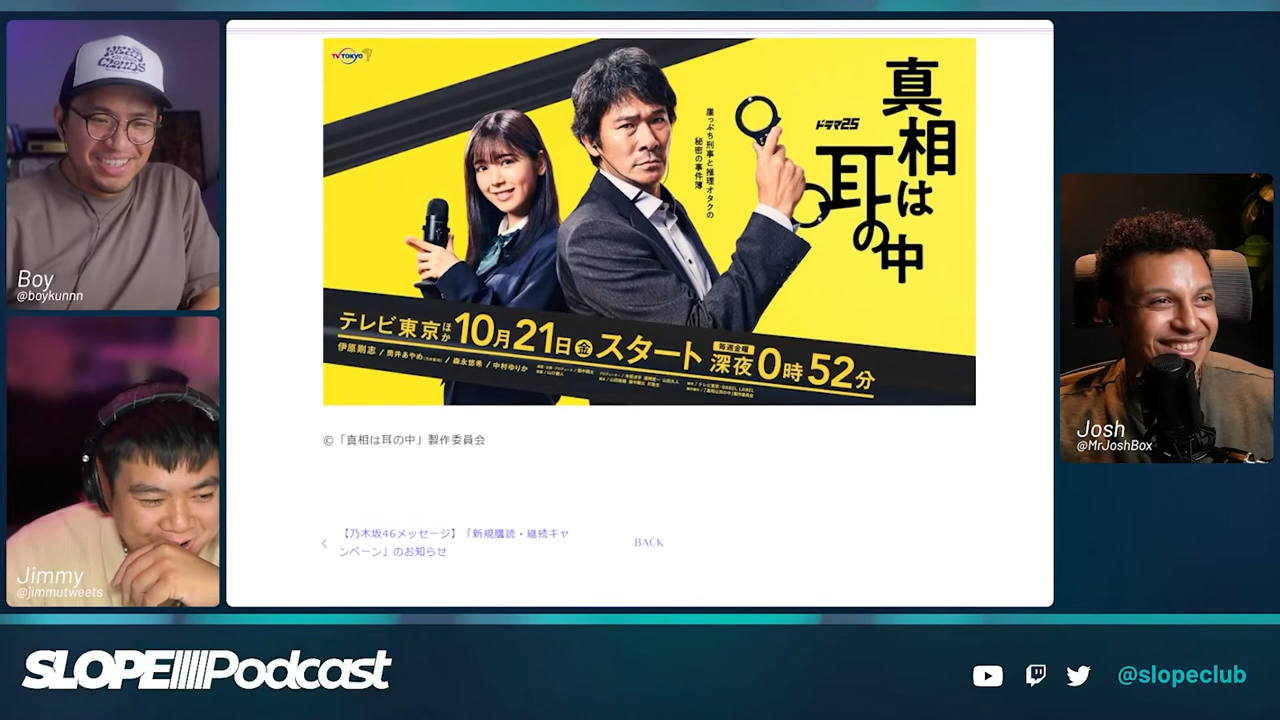 Boy
@boykunnn
Jimmy
@jimmutweets
TV TOKYO
崖っぷち刑事と推理オタクの
秘密の事件簿
ドラマ25
真相は
耳の中
テレビ東京ほか 10月21日(金)スタート 毎週金曜 深夜0時52分
伊原剛志 / 筒井あやめ / 森永悠希 / 中村ゆりか
©「真相は耳の中」製作委員会
【乃木坂46メッセージ】「新規購読・継続キャ
ンペーン」のお知らせ
BACK
Josh
@MrJoshBox
SLOPE Podcast
@slopeclub